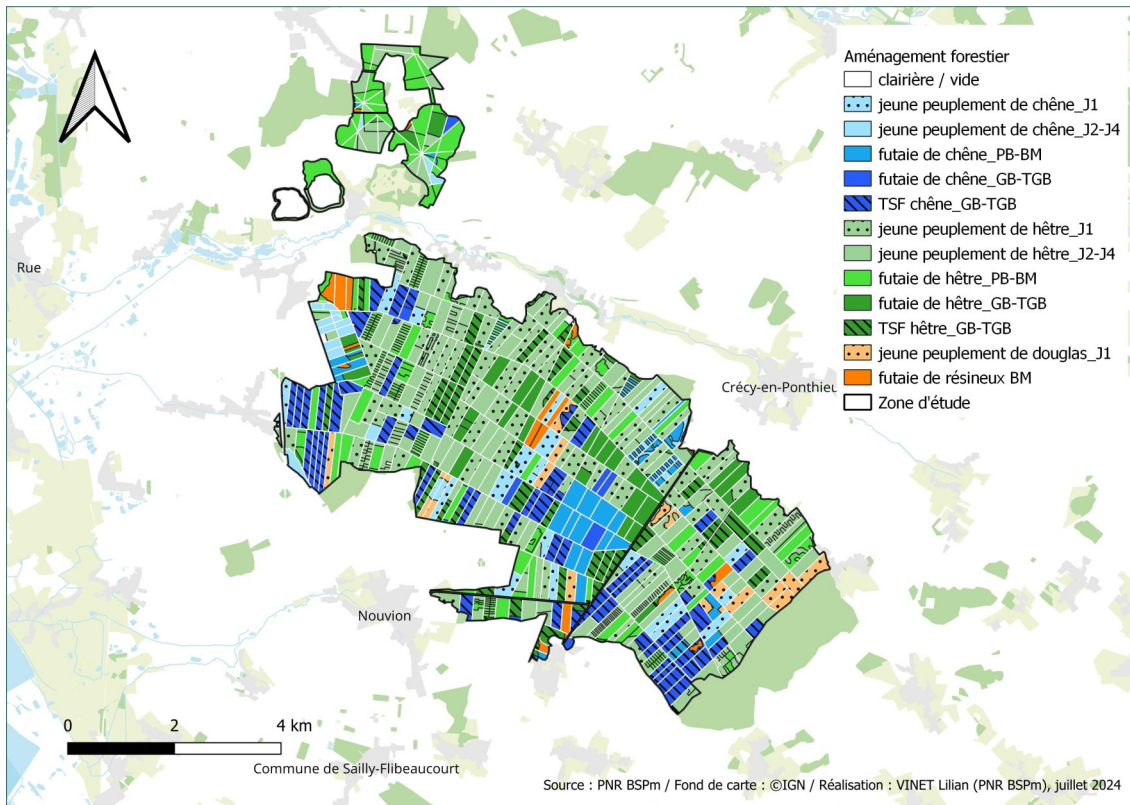 Aménagement forestier
clairière / vide
jeune peuplement de chêne_J1
jeune peuplement de chêne_J2-J4
futaie de chêne_PB-BM
futaie de chêne_GB-TGB
TSF chêne_GB-TGB
jeune peuplement de hêtre_J1
jeune peuplement de hêtre_J2-J4
futaie de hêtre_PB-BM
futaie de hêtre_GB-TGB
TSF hêtre_GB-TGB
jeune peuplement de douglas_J1
futaie de résineux BM
Zone d'étude
Rue
Crécy-en-Ponthieu
Nouvion
0 2 4 km
Commune de Sailly-Flibeaucourt
Source : PNR BSPm / Fond de carte : ©IGN / Réalisation : VINET Lilian (PNR BSPm), juillet 2024